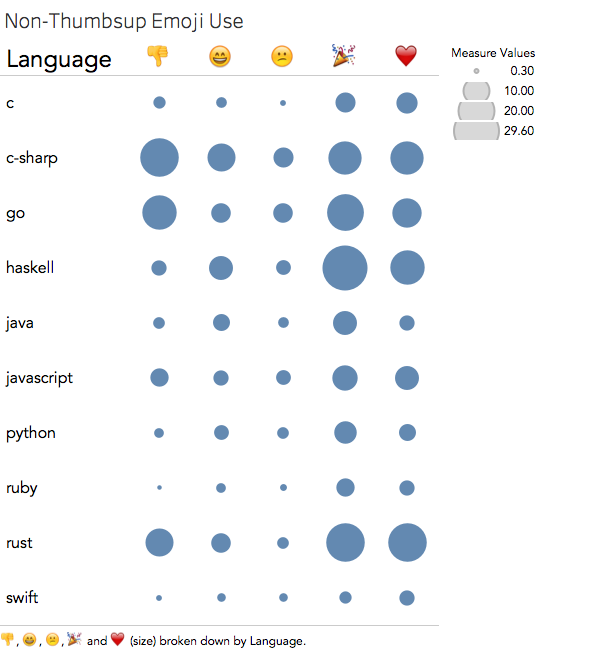 Non-Thumbsup Emoji Use
Language 👎 😄 😕 🎉 ❤️
Measure Values
0.30
10.00
20.00
29.60
c
c-sharp
go
haskell
java
javascript
python
ruby
rust
swift
👎, 😄, 😕, 🎉 and ❤️ (size) broken down by Language.